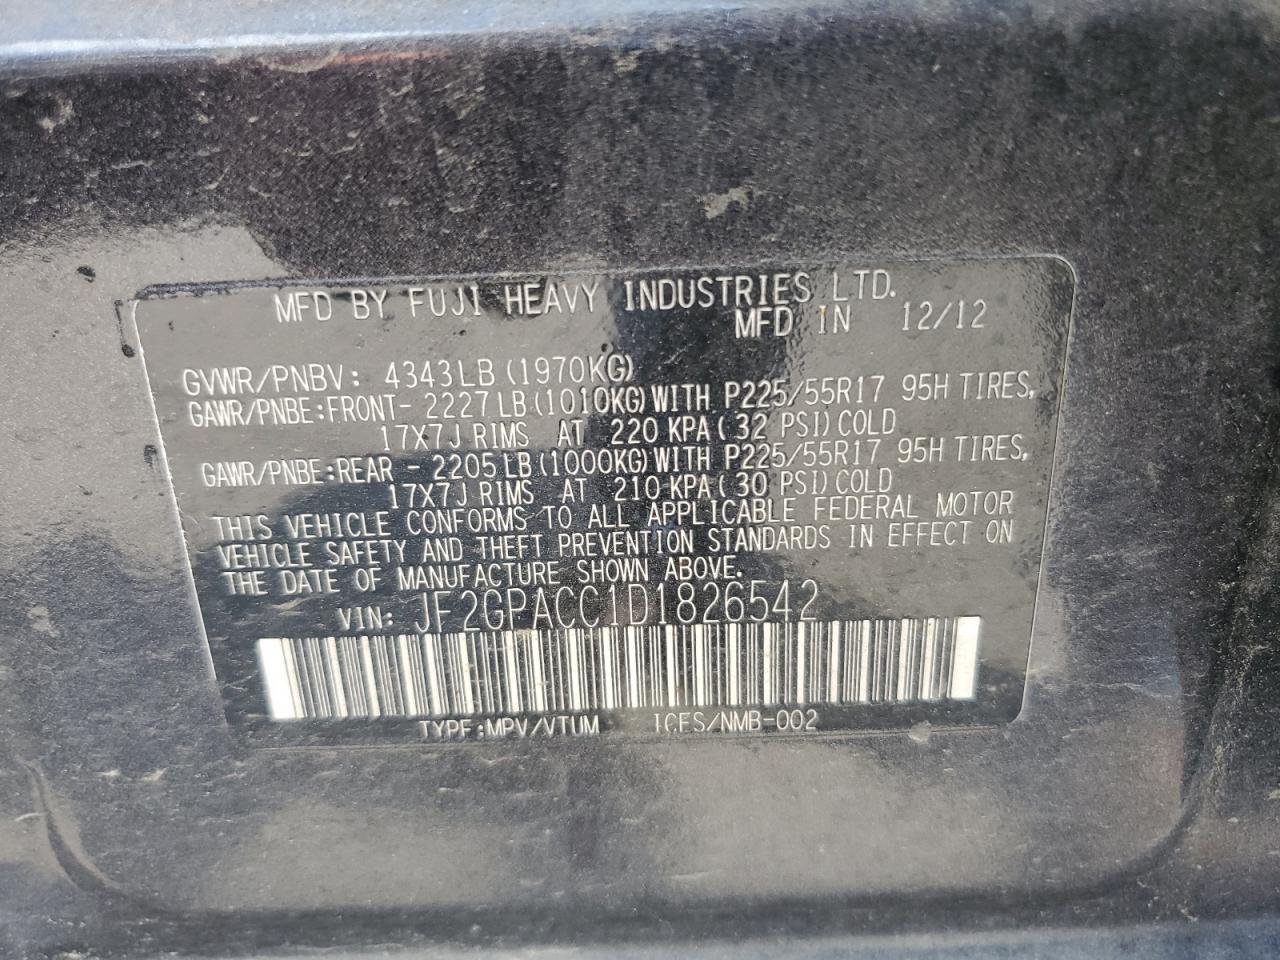 MFD BY FUJI HEAVY INDUSTRIES LTD.
MFD IN 12/12
GVWR/PNBV: 4343LB (1970KG)
GAWR/PNBE:FRONT- 2227LB(1010KG)WITH P225/55R17 95H TIRES,
17X7J RIMS AT 220 KPA(32 PSI)COLD
GAWR/PNBE:REAR - 2205LB(1000KG)WITH P225/55R17 95H TIRES,
17X7J RIMS AT 210 KPA(30 PSI)COLD
THIS VEHICLE CONFORMS TO ALL APPLICABLE FEDERAL MOTOR
VEHICLE SAFETY AND THEFT PREVENTION STANDARDS IN EFFECT ON
THE DATE OF MANUFACTURE SHOWN ABOVE.
VIN: JF2GPACC1D1826542
TYPE:MPV/VTUM ICES/NMB-002